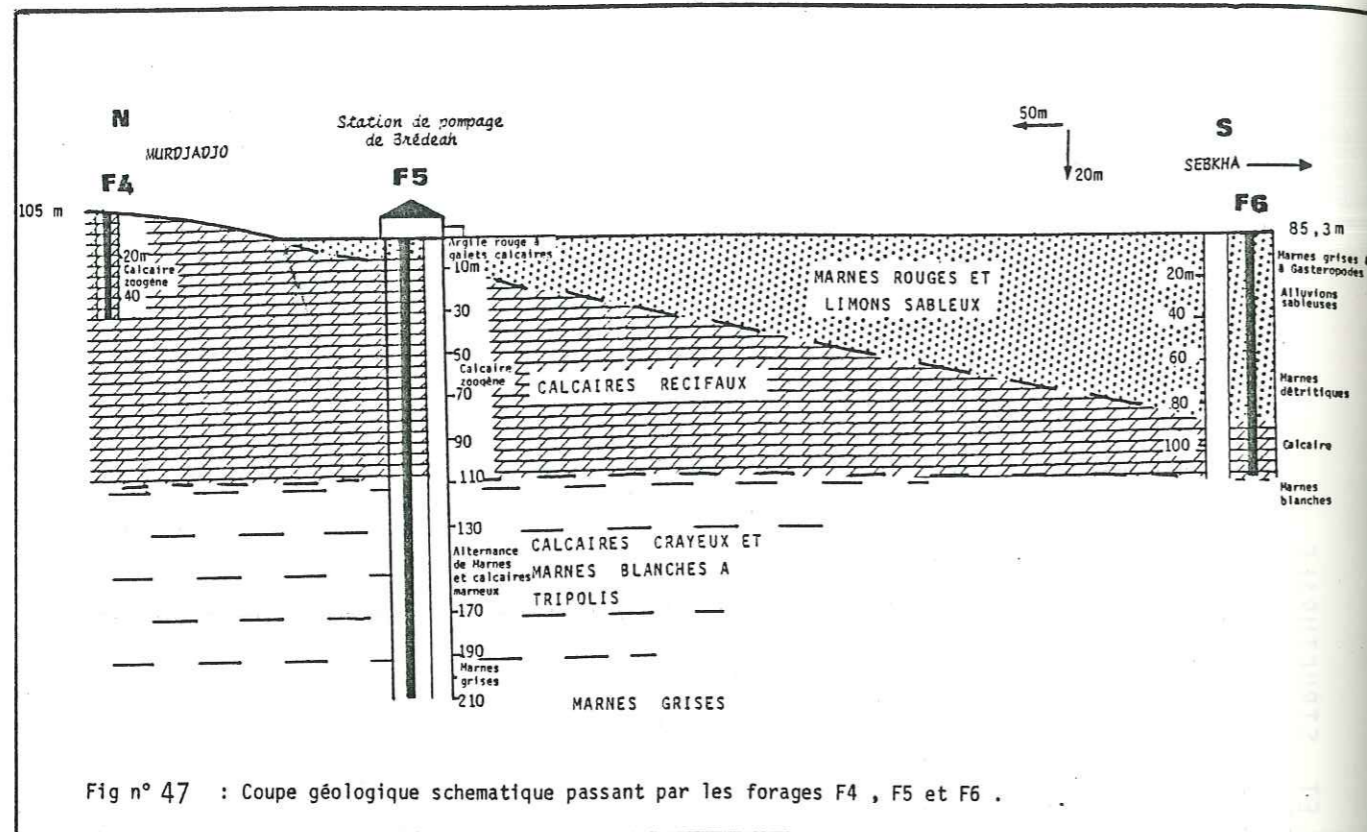 N
MURDJADJO
F4
105 m
20m
Calcaire
zoogène
40
Station de pompage
de Brédeah
F5
50m
20m
S
SEBKHA
F6
85,3m
Argile rouge à
galets calcaires
10m
30
50
Calcaire
zoogène
70
90
110
130
Alternance
de Marnes
et calcaires
marneux
170
190
Marnes
grises
210
MARNES ROUGES ET
LIMONS SABLEUX
CALCAIRES RECIFAUX
CALCAIRES CRAYEUX ET
MARNES BLANCHES A
TRIPOLIS
MARNES GRISES
20m
40
60
80
100
Marnes grises
à Gasteropodes
Alluvions
sableuses
Marnes
détritiques
Calcaire
Marnes
blanches
Fig n° 47 : Coupe géologique schematique passant par les forages F4 , F5 et F6 .